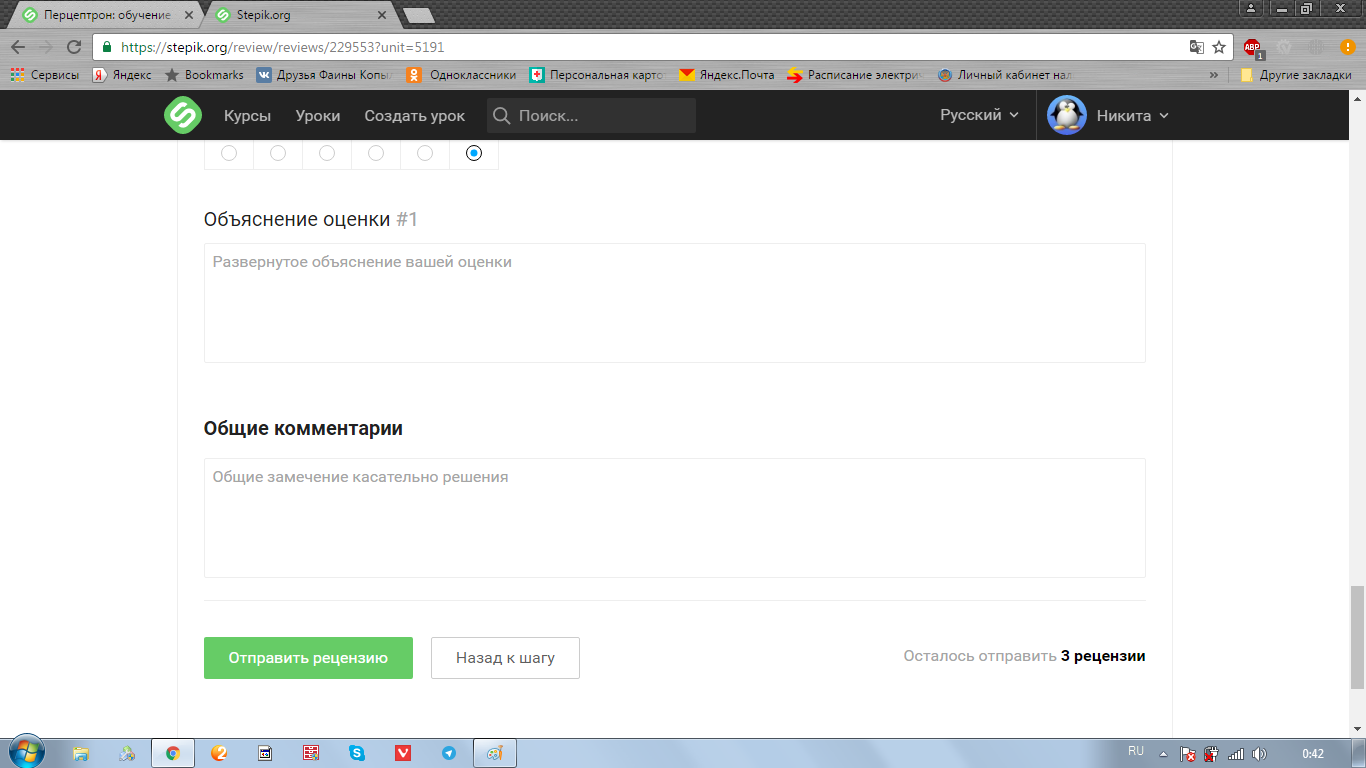 Перцептрон: обучение
Stepik.org
https://stepik.org/review/reviews/229553?unit=5191
ABP
1
Сервисы
Яндекс
Bookmarks
Друзья Фаины Копы
Одноклассники
Персональная карто
Яндекс.Почта
Расписание электри
Личный кабинет нал
»
Другие закладки
Курсы
Уроки
Создать урок
Поиск...
Русский
Никита
Объяснение оценки #1
Развернутое объяснение вашей оценки
Общие комментарии
Общие замечение касательно решения
Отправить рецензию
Назад к шагу
Осталось отправить 3 рецензии
RU
0:42